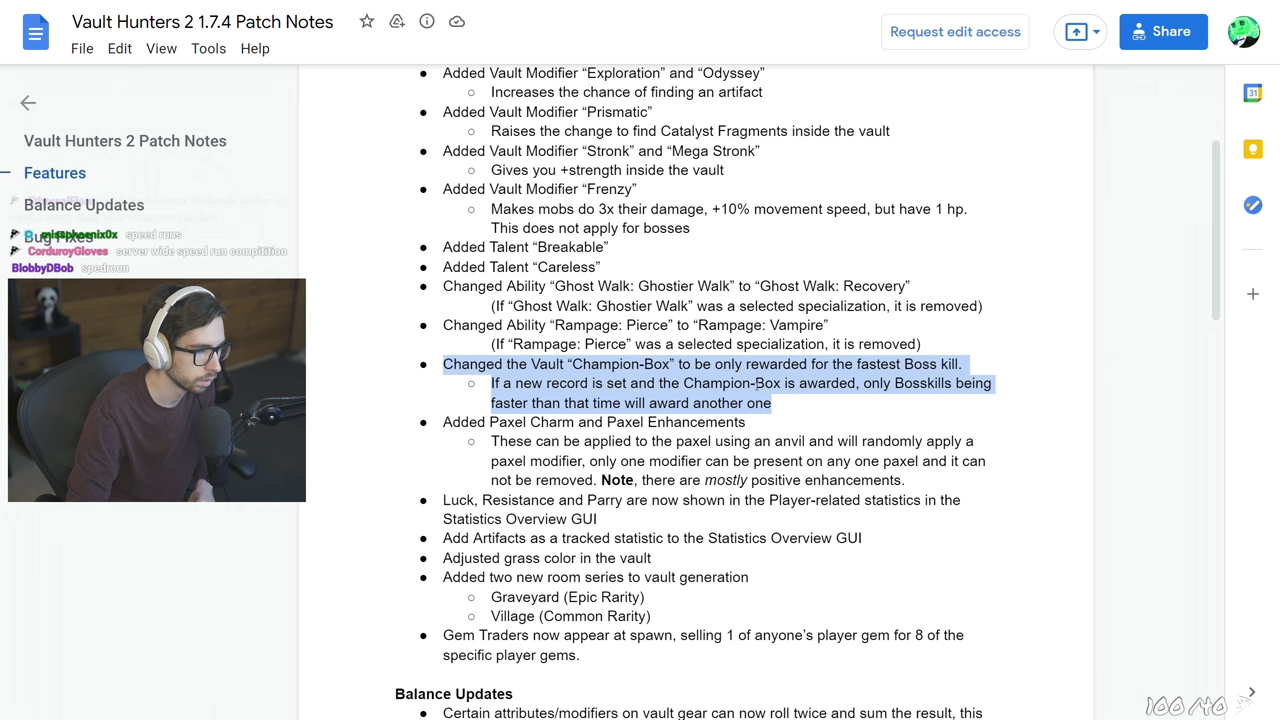 Vault Hunters 2 1.7.4 Patch Notes
File Edit View Tools Help
Request edit access
Share
Vault Hunters 2 Patch Notes
Features
Balance Updates
Bug Fixes
missphoenix0x speed runs
CorduroyGloves server wide speed run compitition
BlobbyDBob spedroon
● Added Vault Modifier “Exploration” and “Odyssey”
○ Increases the chance of finding an artifact
● Added Vault Modifier “Prismatic”
○ Raises the change to find Catalyst Fragments inside the vault
● Added Vault Modifier “Stronk” and “Mega Stronk”
○ Gives you +strength inside the vault
● Added Vault Modifier “Frenzy”
○ Makes mobs do 3x their damage, +10% movement speed, but have 1 hp.
This does not apply for bosses
● Added Talent “Breakable”
● Added Talent “Careless”
● Changed Ability “Ghost Walk: Ghostier Walk” to “Ghost Walk: Recovery”
(If “Ghost Walk: Ghostier Walk” was a selected specialization, it is removed)
● Changed Ability “Rampage: Pierce” to “Rampage: Vampire”
(If “Rampage: Pierce” was a selected specialization, it is removed)
● Changed the Vault “Champion-Box” to be only rewarded for the fastest Boss kill.
○ If a new record is set and the Champion-Box is awarded, only Bosskills being
faster than that time will award another one
● Added Paxel Charm and Paxel Enhancements
○ These can be applied to the paxel using an anvil and will randomly apply a
paxel modifier, only one modifier can be present on any one paxel and it can
not be removed. Note, there are mostly positive enhancements.
● Luck, Resistance and Parry are now shown in the Player-related statistics in the
Statistics Overview GUI
● Add Artifacts as a tracked statistic to the Statistics Overview GUI
● Adjusted grass color in the vault
● Added two new room series to vault generation
○ Graveyard (Epic Rarity)
○ Village (Common Rarity)
● Gem Traders now appear at spawn, selling 1 of anyone’s player gem for 8 of the
specific player gems.
Balance Updates
● Certain attributes/modifiers on vault gear can now roll twice and sum the result, this
31
100/40